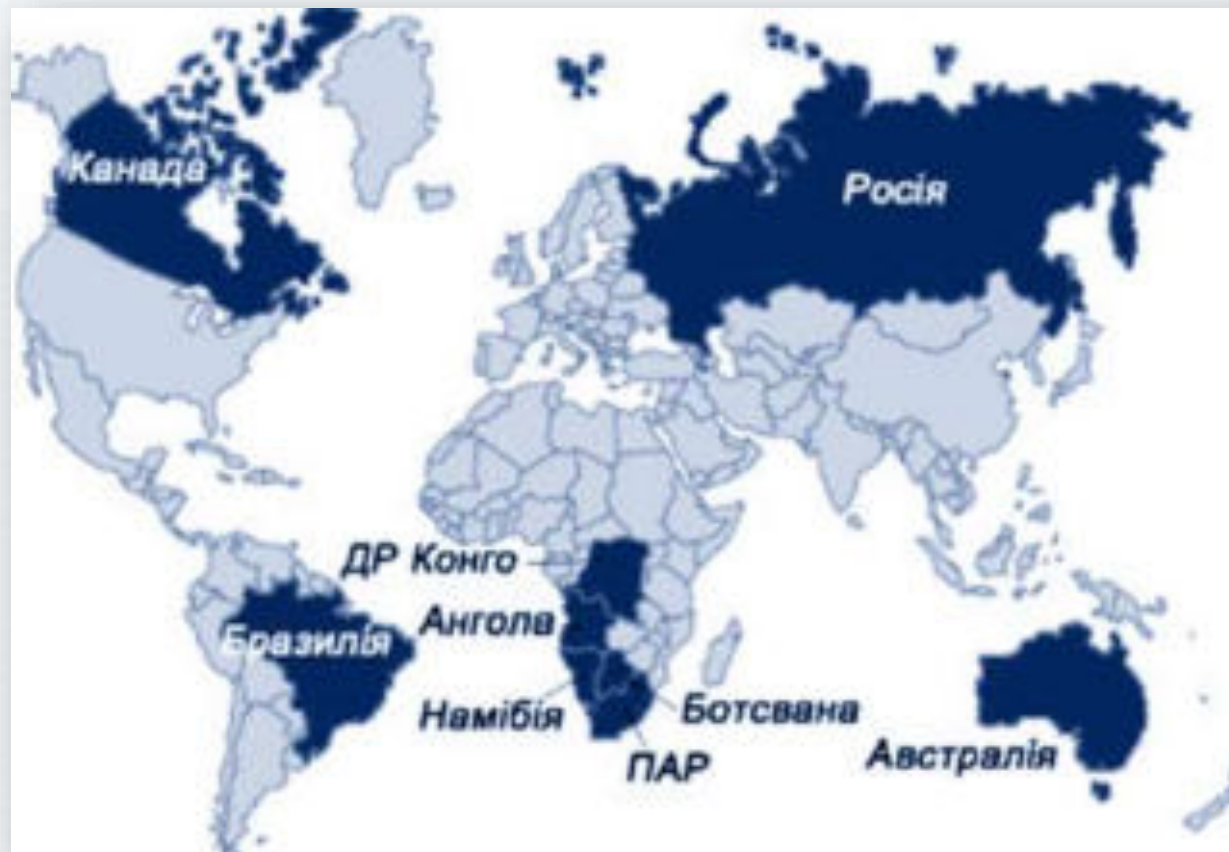 Канада
Росія
ДР Конго
Ангола
Бразилія
Намібія
Ботсвана
ПАР
Австралія